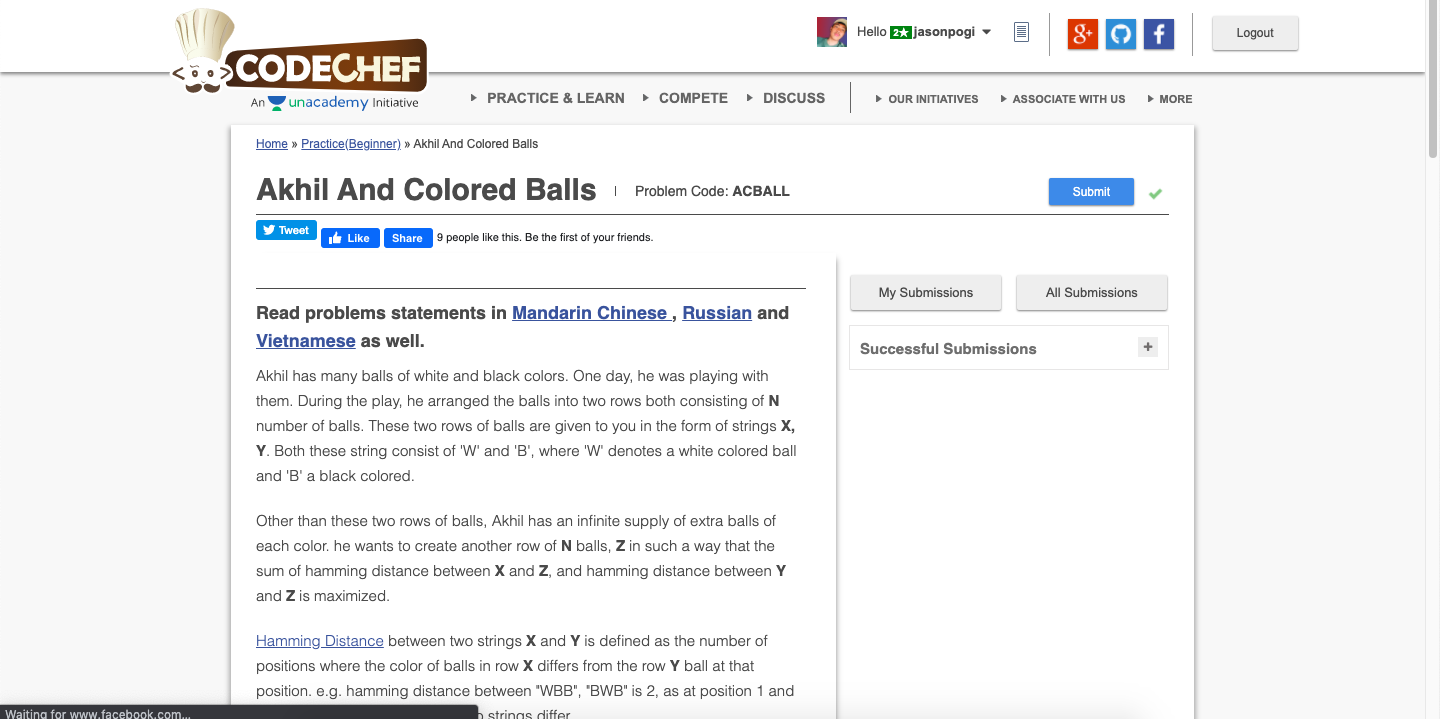 Hello 2★ jasonpogi
Logout
CODECHEF
An unacademy Initiative
PRACTICE & LEARN COMPETE DISCUSS OUR INITIATIVES ASSOCIATE WITH US MORE
Home » Practice(Beginner) » Akhil And Colored Balls
Akhil And Colored Balls | Problem Code: ACBALL Submit
Tweet Like Share 9 people like this. Be the first of your friends.
My Submissions All Submissions
Successful Submissions +
Read problems statements in Mandarin Chinese , Russian and
Vietnamese as well.
Akhil has many balls of white and black colors. One day, he was playing with
them. During the play, he arranged the balls into two rows both consisting of N
number of balls. These two rows of balls are given to you in the form of strings X,
Y. Both these string consist of 'W' and 'B', where 'W' denotes a white colored ball
and 'B' a black colored.
Other than these two rows of balls, Akhil has an infinite supply of extra balls of
each color. he wants to create another row of N balls, Z in such a way that the
sum of hamming distance between X and Z, and hamming distance between Y
and Z is maximized.
Hamming Distance between two strings X and Y is defined as the number of
positions where the color of balls in row X differs from the row Y ball at that
position. e.g. hamming distance between "WBB", "BWB" is 2, as at position 1 and
strings differ.
Waiting for www.facebook.com...